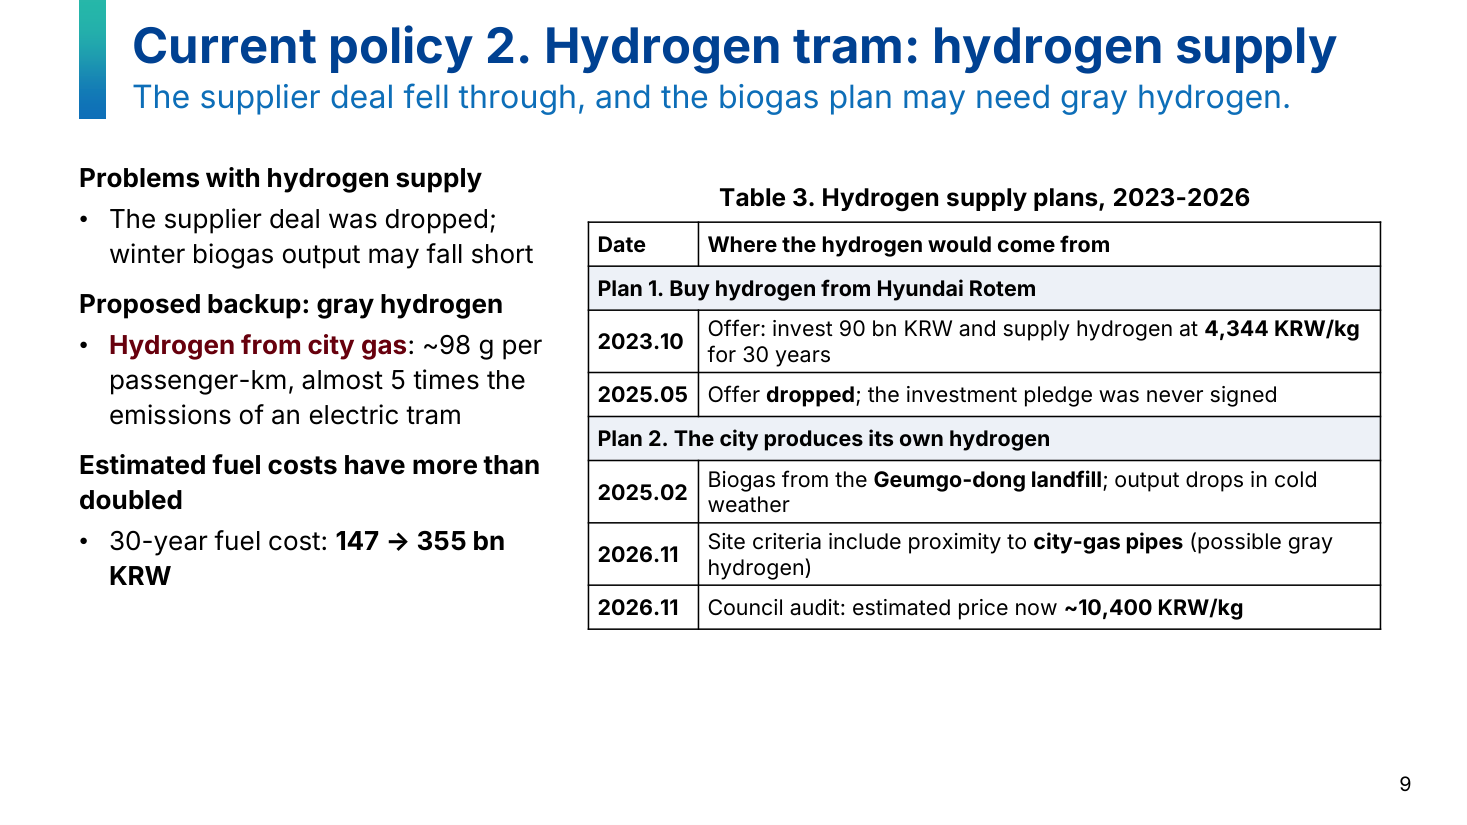 Current policy 2. Hydrogen tram: hydrogen supply
The supplier deal fell through, and the biogas plan may need gray hydrogen.
Problems with hydrogen supply
• The supplier deal was dropped;
winter biogas output may fall short
Proposed backup: gray hydrogen
• Hydrogen from city gas: ~98 g per
passenger-km, almost 5 times the
emissions of an electric tram
Estimated fuel costs have more than
doubled
• 30-year fuel cost: 147 → 355 bn
KRW
Table 3. Hydrogen supply plans, 2023-2026
Date Where the hydrogen would come from
Plan 1. Buy hydrogen from Hyundai Rotem
2023.10 Offer: invest 90 bn KRW and supply hydrogen at 4,344 KRW/kg
for 30 years
2025.05 Offer dropped; the investment pledge was never signed
Plan 2. The city produces its own hydrogen
2025.02 Biogas from the Geumgo-dong landfill; output drops in cold
weather
2026.11 Site criteria include proximity to city-gas pipes (possible gray
hydrogen)
2026.11 Council audit: estimated price now ~10,400 KRW/kg
9